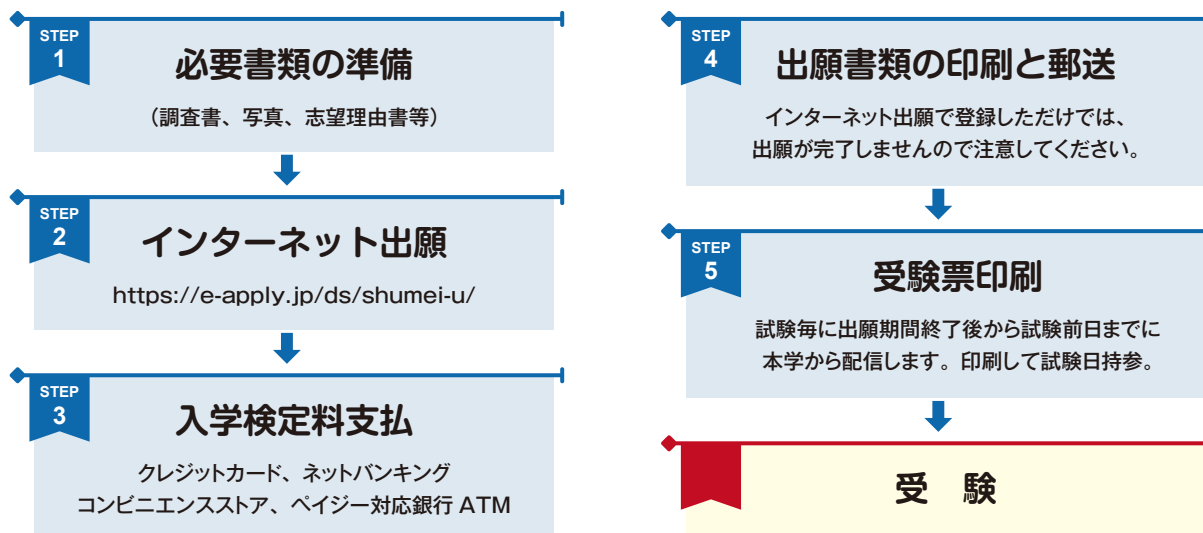 STEP
1
必要書類の準備
（調査書、写真、志望理由書等）
STEP
2
インターネット出願
https://e-apply.jp/ds/shumei-u/
STEP
3
入学検定料支払
クレジットカード、ネットバンキング
コンビニエンスストア、ペイジー対応銀行 ATM
STEP
4
出願書類の印刷と郵送
インターネット出願で登録しただけでは、
出願が完了しませんので注意してください。
STEP
5
受験票印刷
試験毎に出願期間終了後から試験前日までに
本学から配信します。印刷して試験日持参。
受　験